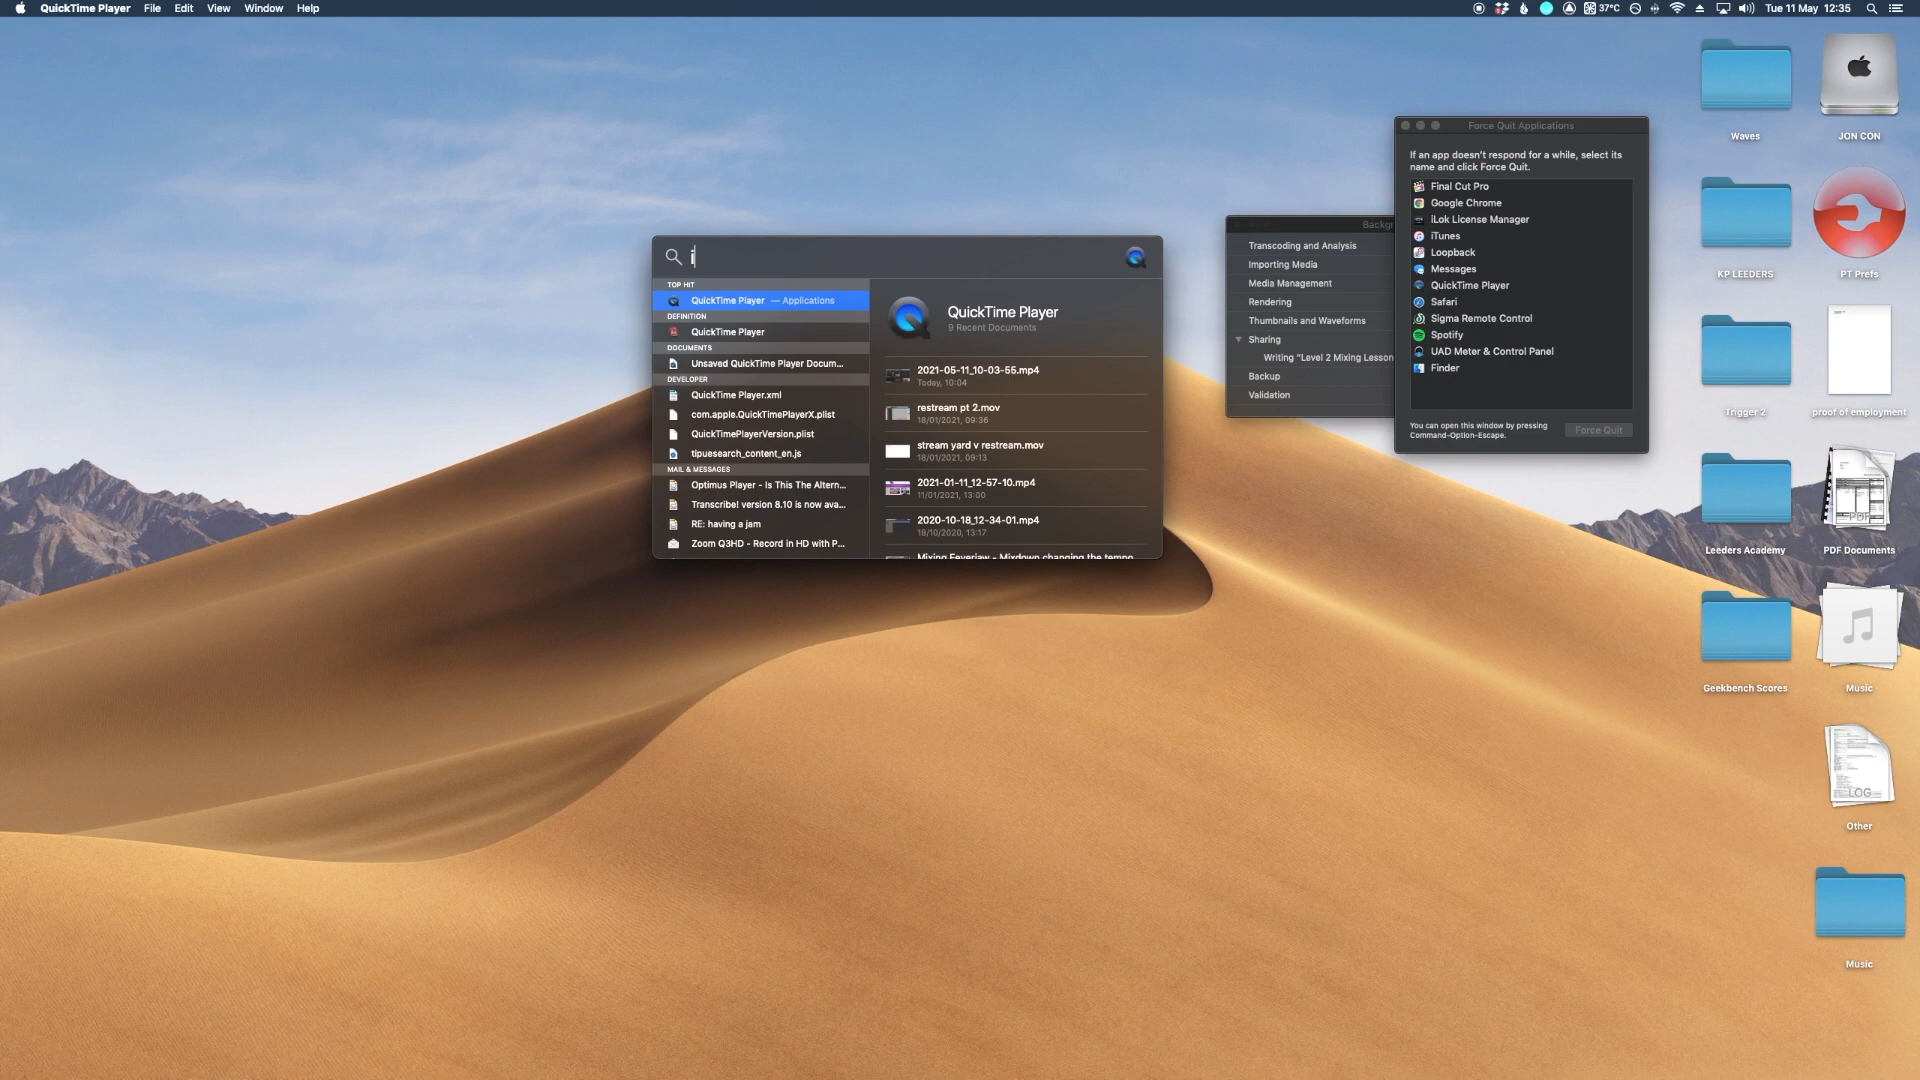 QuickTime Player File Edit View Window Help
37°C Tue 11 May 12:35
i
TOP HIT
QuickTime Player — Applications
DEFINITION
QuickTime Player
DOCUMENTS
Unsaved QuickTime Player Docum...
DEVELOPER
QuickTime Player.xml
com.apple.QuickTimePlayerX.plist
QuickTimePlayerVersion.plist
tipuesearch_content_en.js
MAIL & MESSAGES
Optimus Player - Is This The Altern...
Transcribe! version 8.10 is now ava...
RE: having a jam
Zoom Q3HD - Record in HD with P...
QuickTime Player
9 Recent Documents
2021-05-11_10-03-55.mp4
Today, 10:04
restream pt 2.mov
18/01/2021, 09:36
stream yard v restream.mov
18/01/2021, 09:13
2021-01-11_12-57-10.mp4
11/01/2021, 13:00
2020-10-18_12-34-01.mp4
18/10/2020, 13:17
Mixing Feverjaw - Mixdown changing the tempo
Backgr
Transcoding and Analysis
Importing Media
Media Management
Rendering
Thumbnails and Waveforms
Sharing
Writing “Level 2 Mixing Lesson
Backup
Validation
Force Quit Applications
If an app doesn’t respond for a while, select its
name and click Force Quit.
Final Cut Pro
Google Chrome
iLok License Manager
iTunes
Loopback
Messages
QuickTime Player
Safari
Sigma Remote Control
Spotify
UAD Meter & Control Panel
Finder
You can open this window by pressing
Command-Option-Escape.
Force Quit
Waves
JON CON
KP LEEDERS
PT Prefs
Trigger 2
proof of employment
PDF
Leeders Academy
PDF Documents
Geekbench Scores
Music
LOG
Other
Music